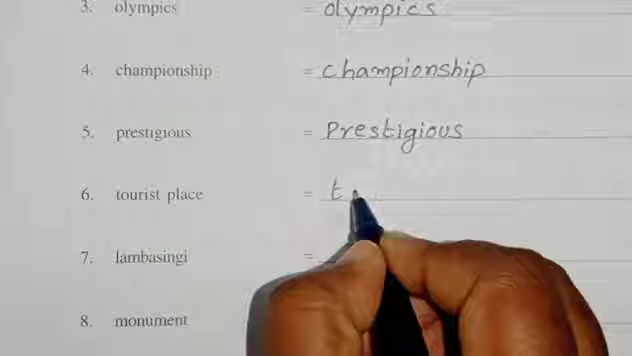 3. olympics = olympics
4. championship = championship
5. prestigious = Prestigious
6. tourist place = t
7. lambasingi =
8. monument